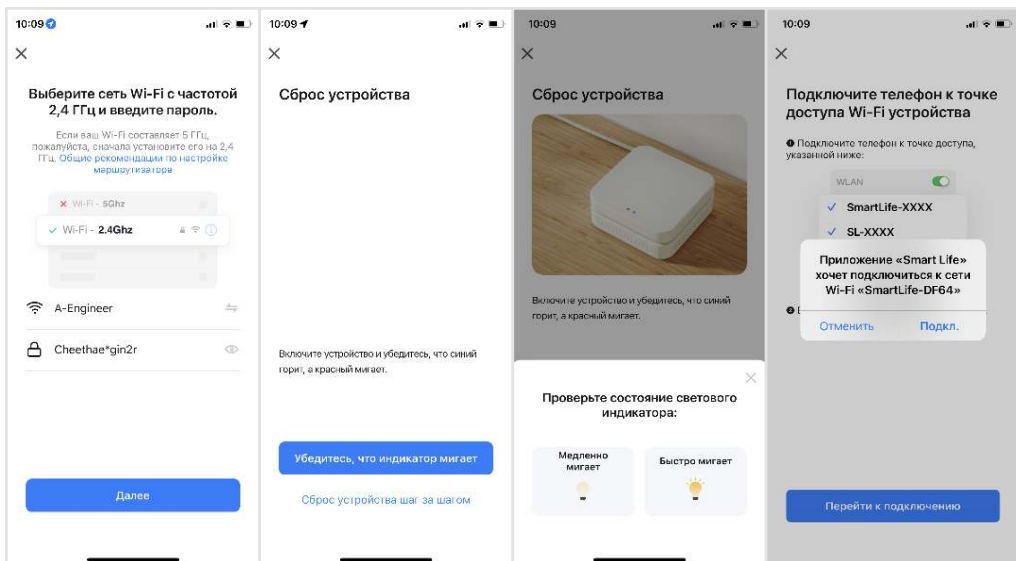 10:09
Выберите сеть Wi-Fi с частотой
2,4 ГГц и введите пароль.
Если ваш Wi-Fi составляет 5 ГГц,
пожалуйста, сначала установите его на 2,4
ГГц. Общие рекомендации по настройке
маршрутизатора
Wi-Fi - 5Ghz
Wi-Fi - 2.4Ghz
A-Engineer
Cheethae*gin2r
Далее
10:09
Сброс устройства
Включите устройство и убедитесь, что синий
горит, а красный мигает.
Убедитесь, что индикатор мигает
Сброс устройства шаг за шагом
10:09
Сброс устройства
Включите устройство и убедитесь, что синий
горит, а красный мигает.
Проверьте состояние светового
индикатора:
Медленно
мигает
Быстро мигает
10:09
Подключите телефон к точке
доступа Wi-Fi устройства
❶ Подключите телефон к точке доступа,
указанной ниже:
WLAN
SmartLife-XXXX
SL-XXXX
Приложение «Smart Life»
хочет подключиться к сети
Wi-Fi «SmartLife-DF64»
❷
Отменить Подкл.
Перейти к подключению